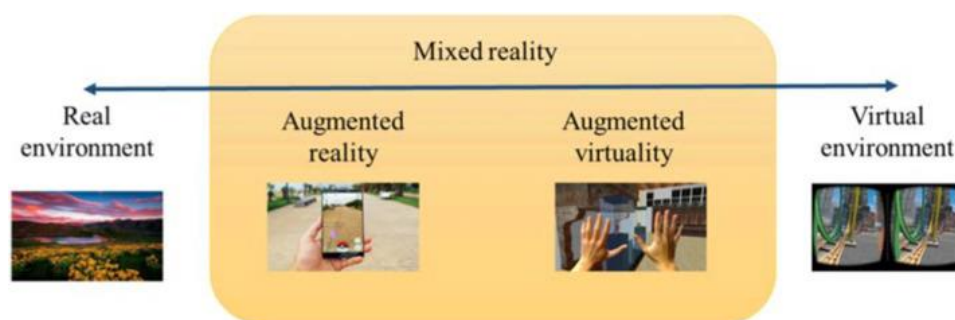 Mixed reality
Real
environment
Augmented
reality
Augmented
virtuality
Virtual
environment